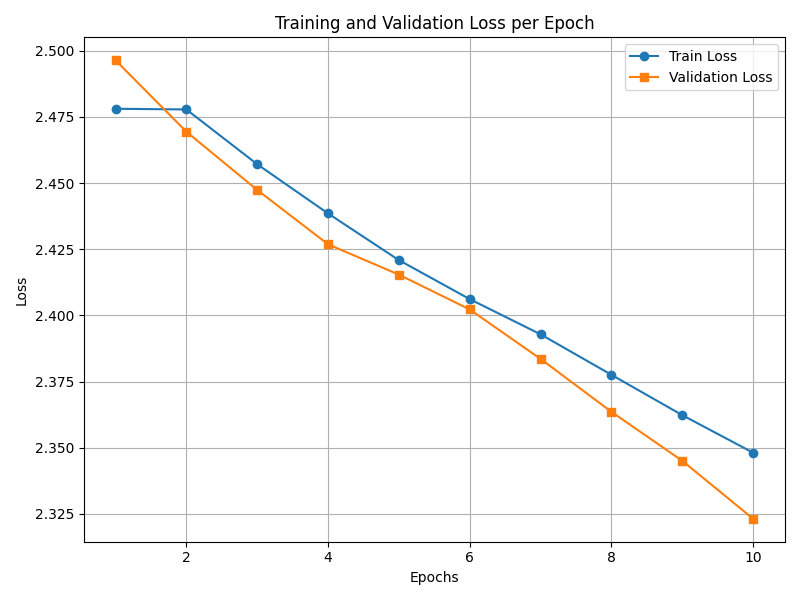 Training and Validation Loss per Epoch
Train Loss
Validation Loss
2.500
2.475
2.450
2.425
2.400
2.375
2.350
2.325
Loss
2
4
6
8
10
Epochs